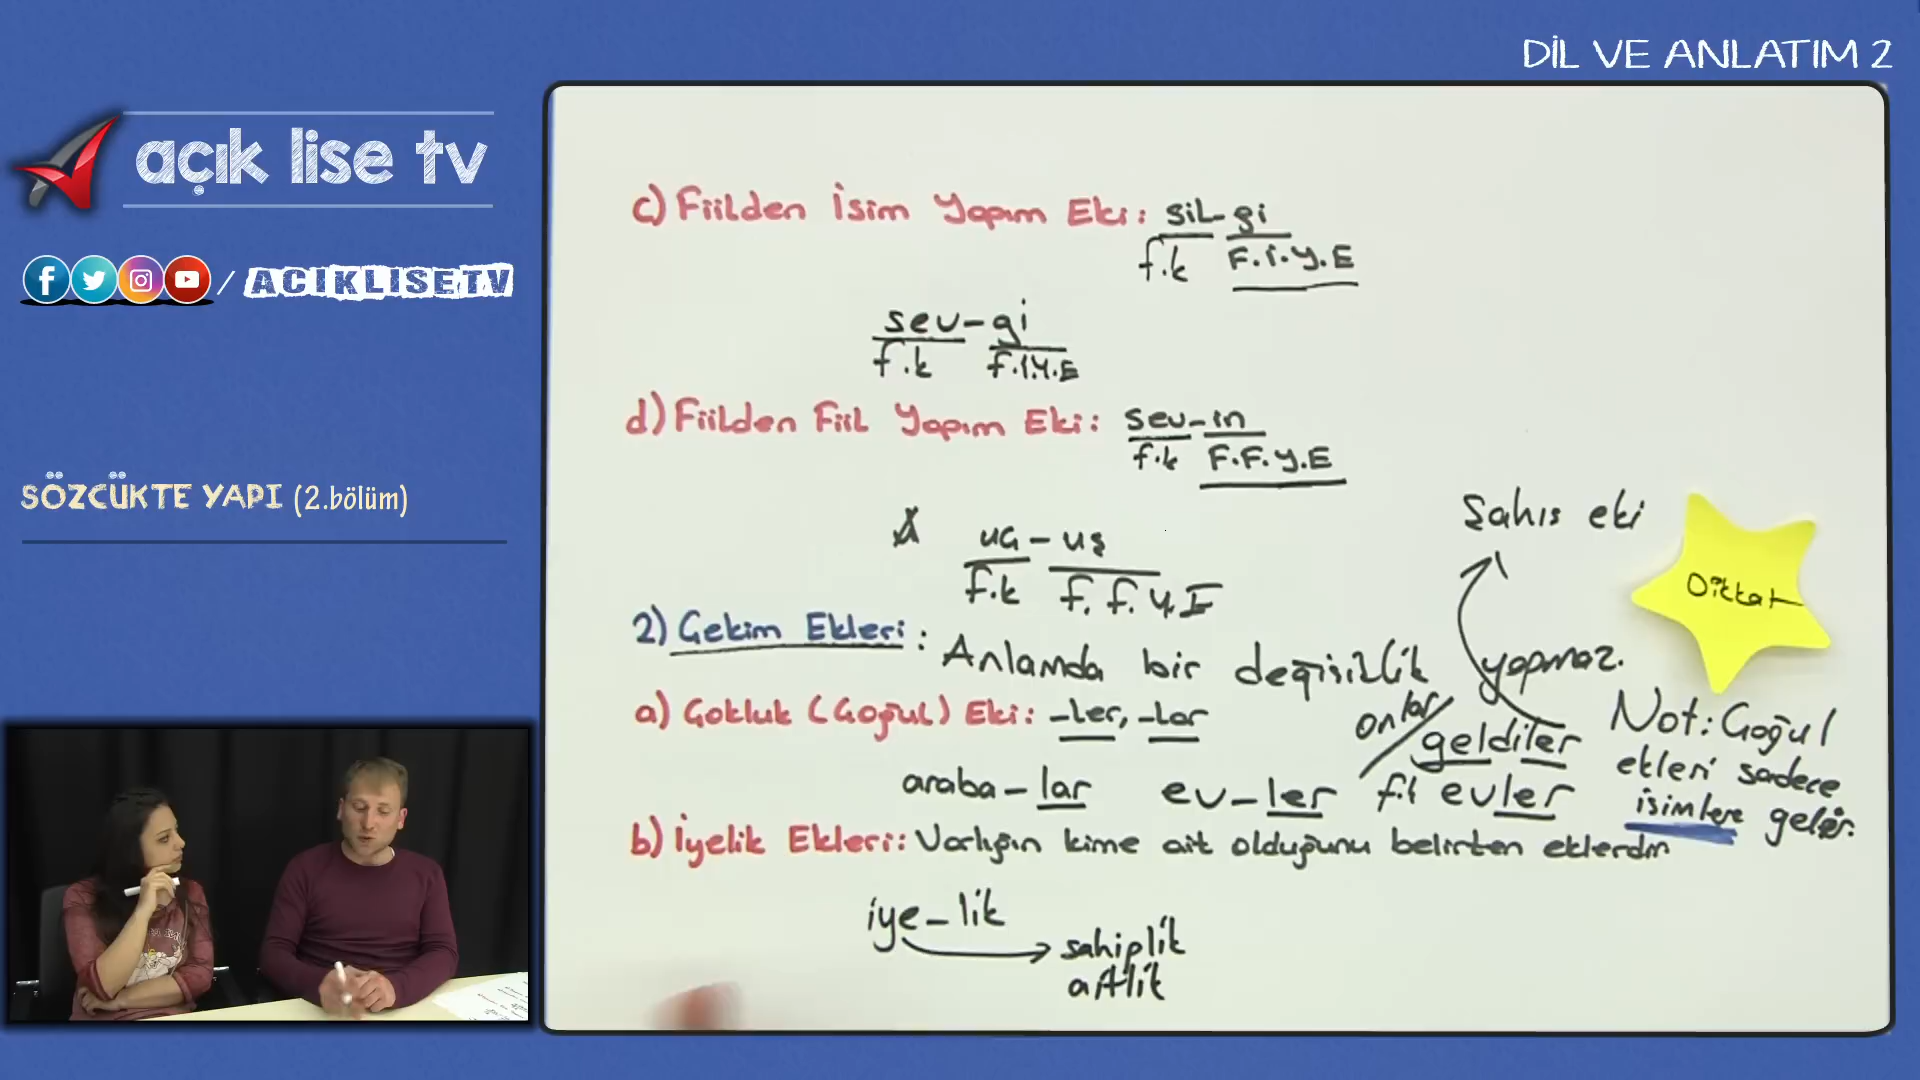 DİL VE ANLATIM 2
açık lise tv
/ ACIKLISETV
SÖZCÜKTE YAPI (2.bölüm)
c) Fiilden İsim Yapım Eki: sil-gi
f.k F.i.y.E
sev-gi
f.k f.i.y.E
d) Fiilden Fiil Yapım Eki: sev-in
f.k F.F.y.E
uç-uş
f.k f.f.y.E
Şahıs eki
Dikkat
2) Çekim Ekleri: Anlamda bir değişiklik yapmaz.
a) Çokluk (Çoğul) Eki: -ler, -lar
onlar geldiler
araba-lar ev-ler evler
Not: Çoğul
ekleri sadece
isimlere gelir.
b) İyelik Ekleri: Varlığın kime ait olduğunu belirten eklerdir
iye-lik
sahiplik
aitlik